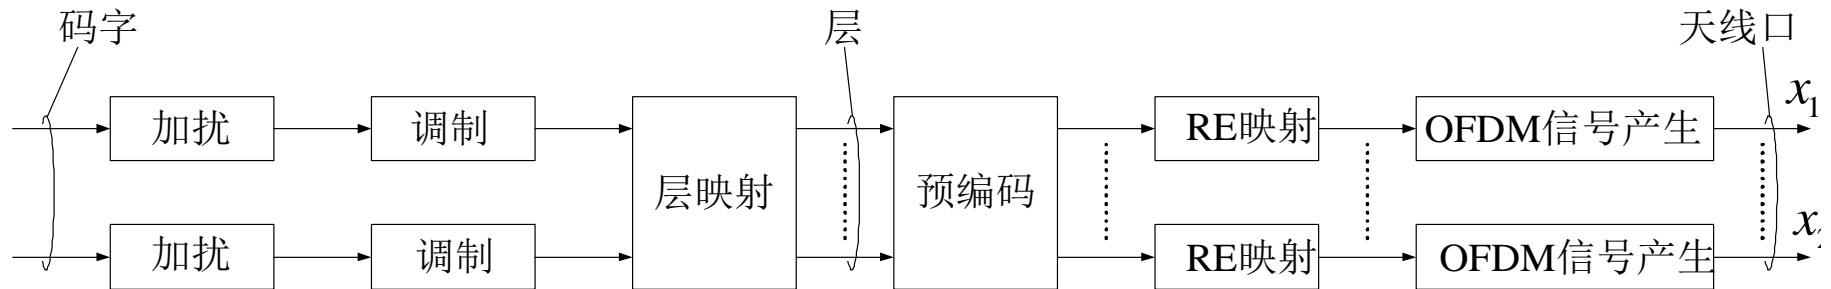 码字
层
天线口
加扰
调制
层映射
预编码
RE映射
OFDM信号产生
x₁
加扰
调制
RE映射
OFDM信号产生
x₂